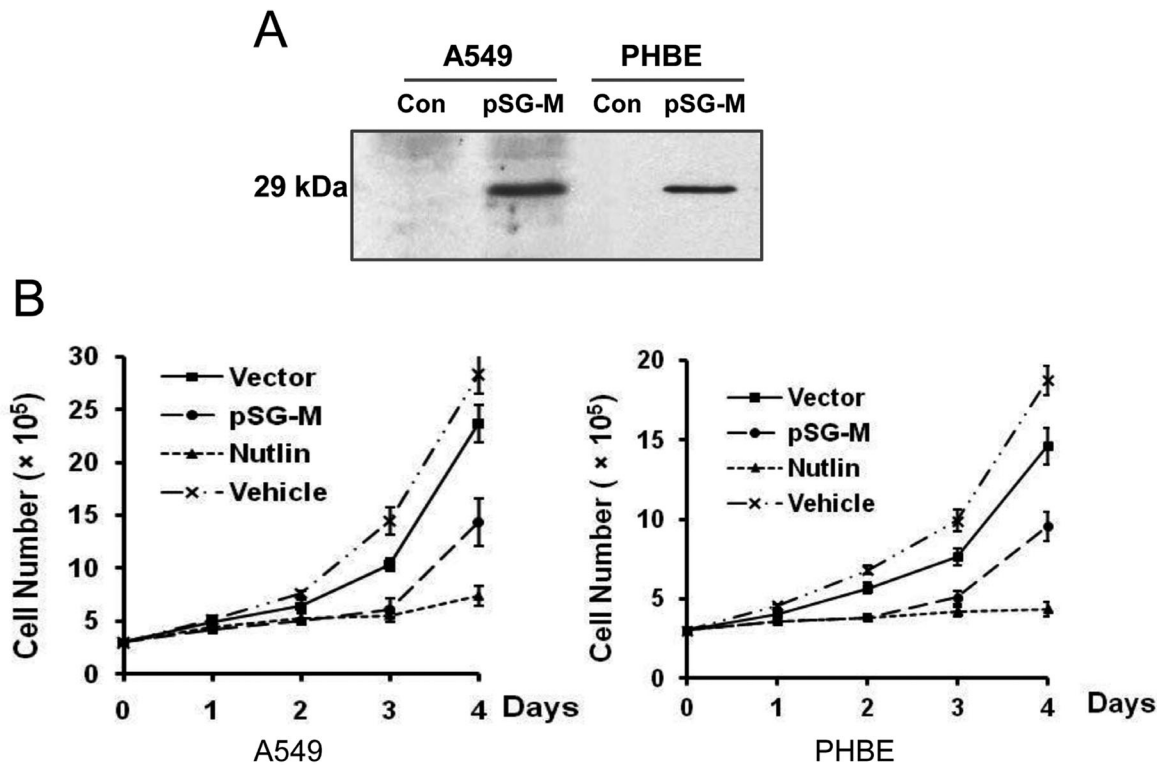 A
A549 PHBE
Con pSG-M Con pSG-M
29 kDa
B
30
25
20
15
10
5
0
Cell Number (× 10⁵)
Vector
pSG-M
Nutlin
Vehicle
0 1 2 3 4 Days
A549
20
15
10
5
0
Cell Number ( × 10⁵)
Vector
pSG-M
Nutlin
Vehicle
0 1 2 3 4 Days
PHBE